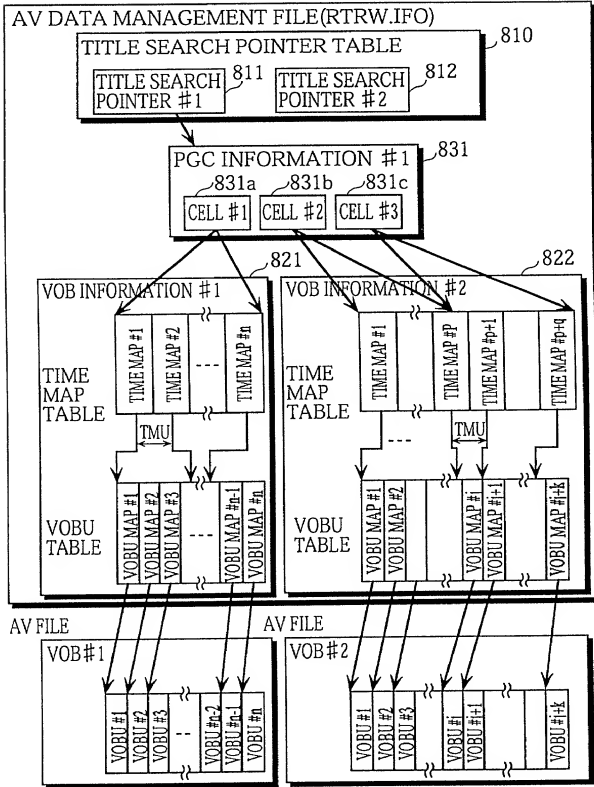 AV DATA MANAGEMENT FILE(RTRW.IFO)
TITLE SEARCH POINTER TABLE
810
TITLE SEARCH
POINTER #1
811
TITLE SEARCH
POINTER #2
812
PGC INFORMATION #1
831
831a
CELL #1
831b
CELL #2
831c
CELL #3
821
VOB INFORMATION #1
TIME
MAP
TABLE
TIME MAP #1
TIME MAP #2
----
TIME MAP #n
TMU
VOBU
TABLE
VOBU MAP #1
VOBU MAP #2
VOBU MAP #3
----
VOBU MAP #n-1
VOBU MAP #n
822
VOB INFORMATION #2
TIME
MAP
TABLE
TIME MAP #1
TIME MAP #P
TIME MAP #p+1
TIME MAP #p+q
----
TMU
VOBU
TABLE
VOBU MAP #1
VOBU MAP #2
VOBU MAP #i
VOBU MAP #i+1
VOBU MAP #i+k
AV FILE
VOB#1
VOBU #1
VOBU #2
VOBU #3
---
VOBU #n-2
VOBU #n-1
VOBU #n
AV FILE
VOB#2
VOBU #1
VOBU #2
VOBU #3
VOBU #i
VOBU #i+1
VOBU #i+k